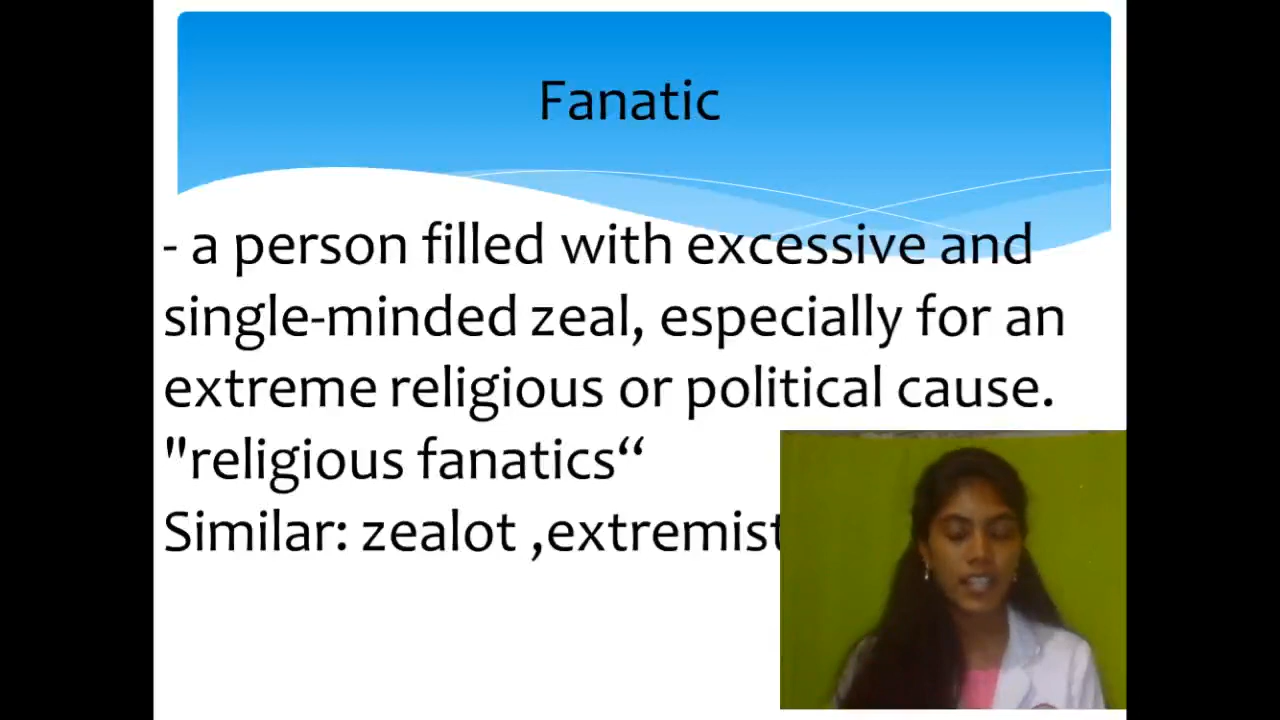 Fanatic
- a person filled with excessive and
single-minded zeal, especially for an
extreme religious or political cause.
"religious fanatics“
Similar: zealot ,extremist